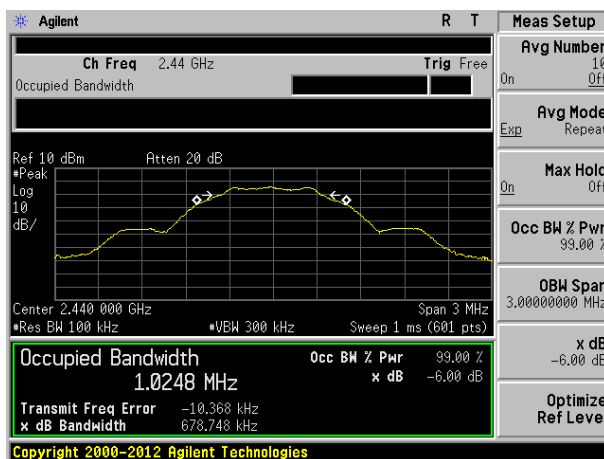 Agilent
R T
Meas Setup
Ch Freq 2.44 GHz
Trig Free
Occupied Bandwidth
Ref 10 dBm
Atten 20 dB
#Peak
Log
10
dB/
Center 2.440 000 GHz
Span 3 MHz
#Res BW 100 kHz
#VBW 300 kHz
Sweep 1 ms (601 pts)
Occupied Bandwidth
1.0248 MHz
Occ BW % Pwr 99.00 %
x dB -6.00 dB
Transmit Freq Error -10.368 kHz
x dB Bandwidth 678.748 kHz
Copyright 2000-2012 Agilent Technologies
Avg Number
10
On Off
Avg Mode
Exp Repeat
Max Hold
On Off
Occ BW % Pwr
99.00 %
OBW Span
3.00000000 MHz
x dB
-6.00 dB
Optimize
Ref Level